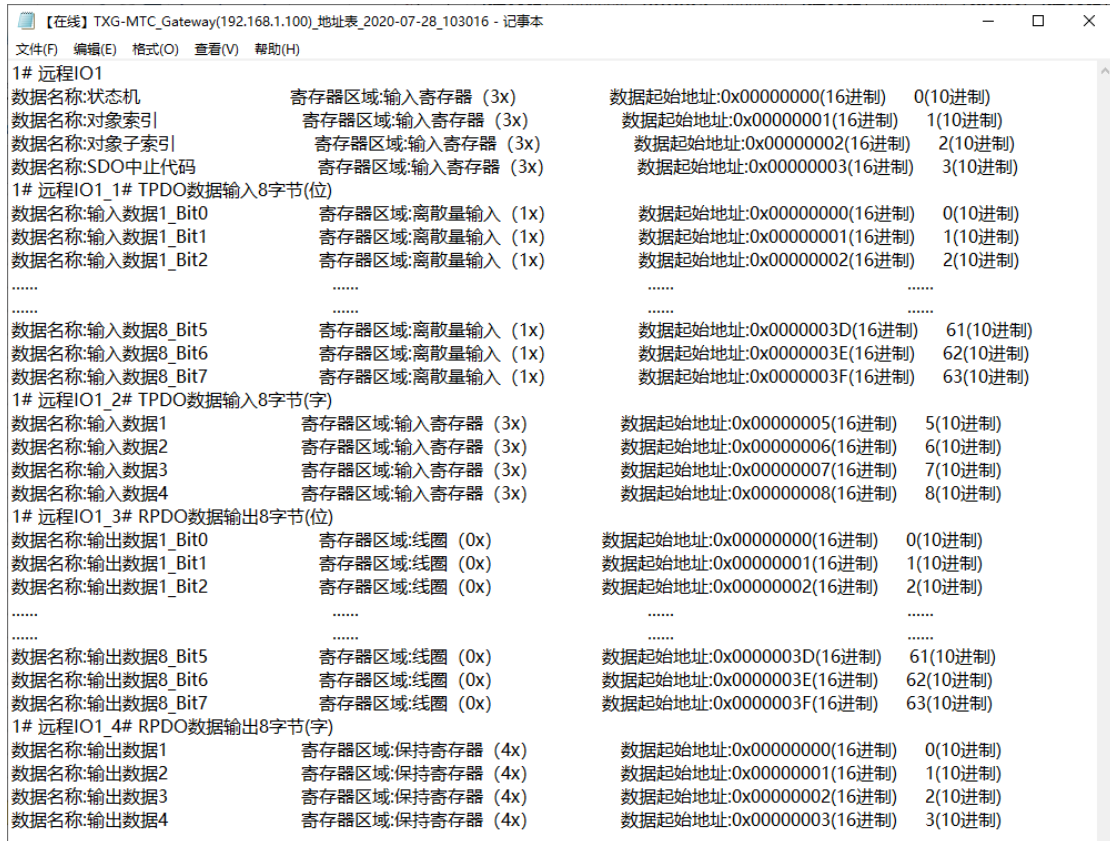 【在线】TXG-MTC_Gateway(192.168.1.100)_地址表_2020-07-28_103016 - 记事本
文件(F) 编辑(E) 格式(O) 查看(V) 帮助(H)
1# 远程IO1
数据名称:状态机 寄存器区域:输入寄存器（3x） 数据起始地址:0x00000000(16进制) 0(10进制)
数据名称:对象索引 寄存器区域:输入寄存器（3x） 数据起始地址:0x00000001(16进制) 1(10进制)
数据名称:对象子索引 寄存器区域:输入寄存器（3x） 数据起始地址:0x00000002(16进制) 2(10进制)
数据名称:SDO中止代码 寄存器区域:输入寄存器（3x） 数据起始地址:0x00000003(16进制) 3(10进制)
1# 远程IO1_1# TPDO数据输入8字节(位)
数据名称:输入数据1_Bit0 寄存器区域:离散量输入（1x） 数据起始地址:0x00000000(16进制) 0(10进制)
数据名称:输入数据1_Bit1 寄存器区域:离散量输入（1x） 数据起始地址:0x00000001(16进制) 1(10进制)
数据名称:输入数据1_Bit2 寄存器区域:离散量输入（1x） 数据起始地址:0x00000002(16进制) 2(10进制)
...... ...... ...... ......
...... ...... ...... ......
数据名称:输入数据8_Bit5 寄存器区域:离散量输入（1x） 数据起始地址:0x0000003D(16进制) 61(10进制)
数据名称:输入数据8_Bit6 寄存器区域:离散量输入（1x） 数据起始地址:0x0000003E(16进制) 62(10进制)
数据名称:输入数据8_Bit7 寄存器区域:离散量输入（1x） 数据起始地址:0x0000003F(16进制) 63(10进制)
1# 远程IO1_2# TPDO数据输入8字节(字)
数据名称:输入数据1 寄存器区域:输入寄存器（3x） 数据起始地址:0x00000005(16进制) 5(10进制)
数据名称:输入数据2 寄存器区域:输入寄存器（3x） 数据起始地址:0x00000006(16进制) 6(10进制)
数据名称:输入数据3 寄存器区域:输入寄存器（3x） 数据起始地址:0x00000007(16进制) 7(10进制)
数据名称:输入数据4 寄存器区域:输入寄存器（3x） 数据起始地址:0x00000008(16进制) 8(10进制)
1# 远程IO1_3# RPDO数据输出8字节(位)
数据名称:输出数据1_Bit0 寄存器区域:线圈（0x） 数据起始地址:0x00000000(16进制) 0(10进制)
数据名称:输出数据1_Bit1 寄存器区域:线圈（0x） 数据起始地址:0x00000001(16进制) 1(10进制)
数据名称:输出数据1_Bit2 寄存器区域:线圈（0x） 数据起始地址:0x00000002(16进制) 2(10进制)
...... ...... ...... ......
...... ...... ...... ......
数据名称:输出数据8_Bit5 寄存器区域:线圈（0x） 数据起始地址:0x0000003D(16进制) 61(10进制)
数据名称:输出数据8_Bit6 寄存器区域:线圈（0x） 数据起始地址:0x0000003E(16进制) 62(10进制)
数据名称:输出数据8_Bit7 寄存器区域:线圈（0x） 数据起始地址:0x0000003F(16进制) 63(10进制)
1# 远程IO1_4# RPDO数据输出8字节(字)
数据名称:输出数据1 寄存器区域:保持寄存器（4x） 数据起始地址:0x00000000(16进制) 0(10进制)
数据名称:输出数据2 寄存器区域:保持寄存器（4x） 数据起始地址:0x00000001(16进制) 1(10进制)
数据名称:输出数据3 寄存器区域:保持寄存器（4x） 数据起始地址:0x00000002(16进制) 2(10进制)
数据名称:输出数据4 寄存器区域:保持寄存器（4x） 数据起始地址:0x00000003(16进制) 3(10进制)